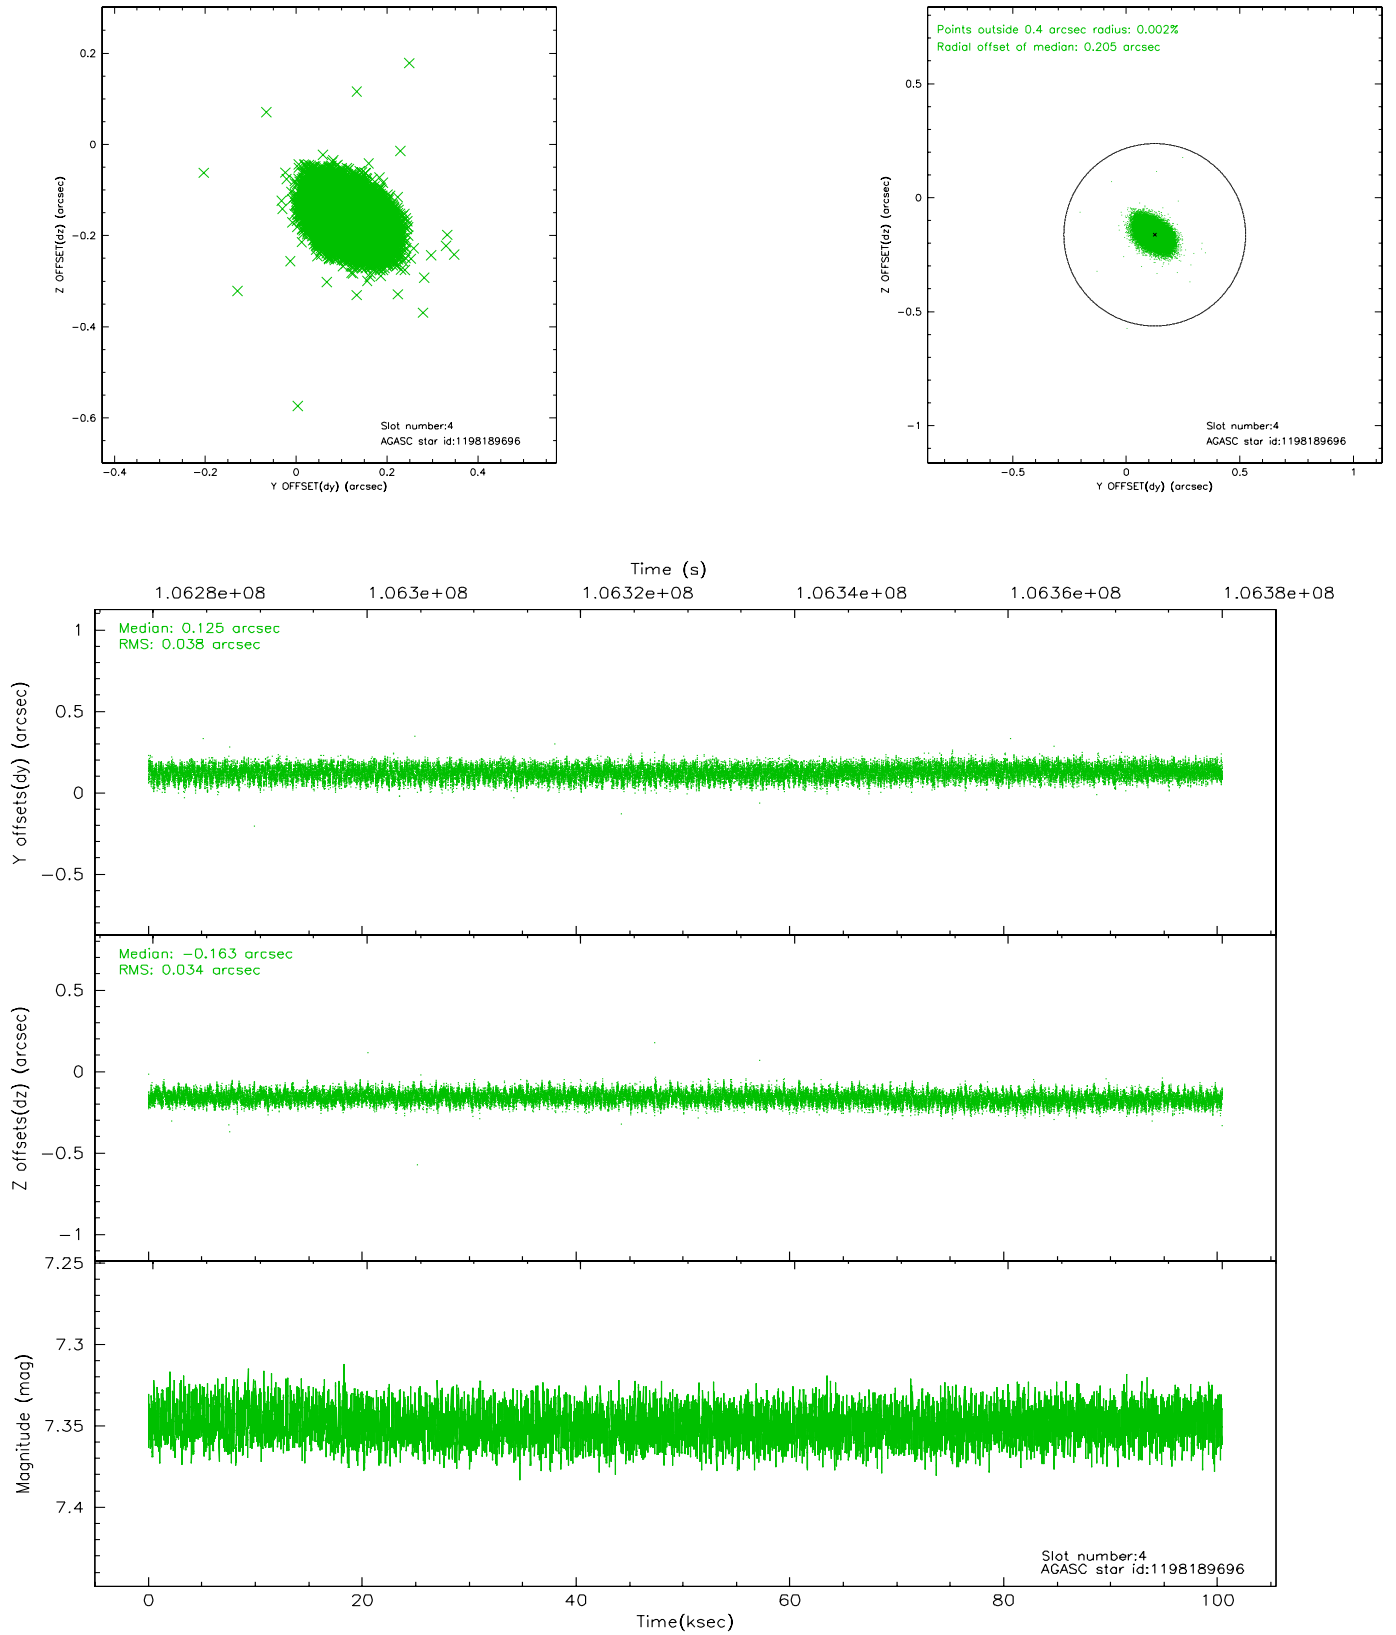 0.2
0
−0.2
−0.4
−0.6
Z OFFSET(dz) (arcsec)
Slot number:4
AGASC star id:1198189696
−0.4 −0.2 0 0.2 0.4
Y OFFSET(dy) (arcsec)
Points outside 0.4 arcsec radius: 0.002%
Radial offset of median: 0.205 arcsec
0.5
0
−0.5
−1
Z OFFSET(dz) (arcsec)
Slot number:4
AGASC star id:1198189696
−0.5 0 0.5 1
Y OFFSET(dy) (arcsec)
Time (s)
1.0628e+08 1.063e+08 1.0632e+08 1.0634e+08 1.0636e+08 1.0638e+08
Median: 0.125 arcsec
RMS: 0.038 arcsec
1
0.5
0
−0.5
Y offsets(dy) (arcsec)
Median: −0.163 arcsec
RMS: 0.034 arcsec
0.5
0
−0.5
−1
Z offsets(dz) (arcsec)
7.25
7.3
7.35
7.4
Magnitude (mag)
Slot number:4
AGASC star id:1198189696
0 20 40 60 80 100
Time(ksec)